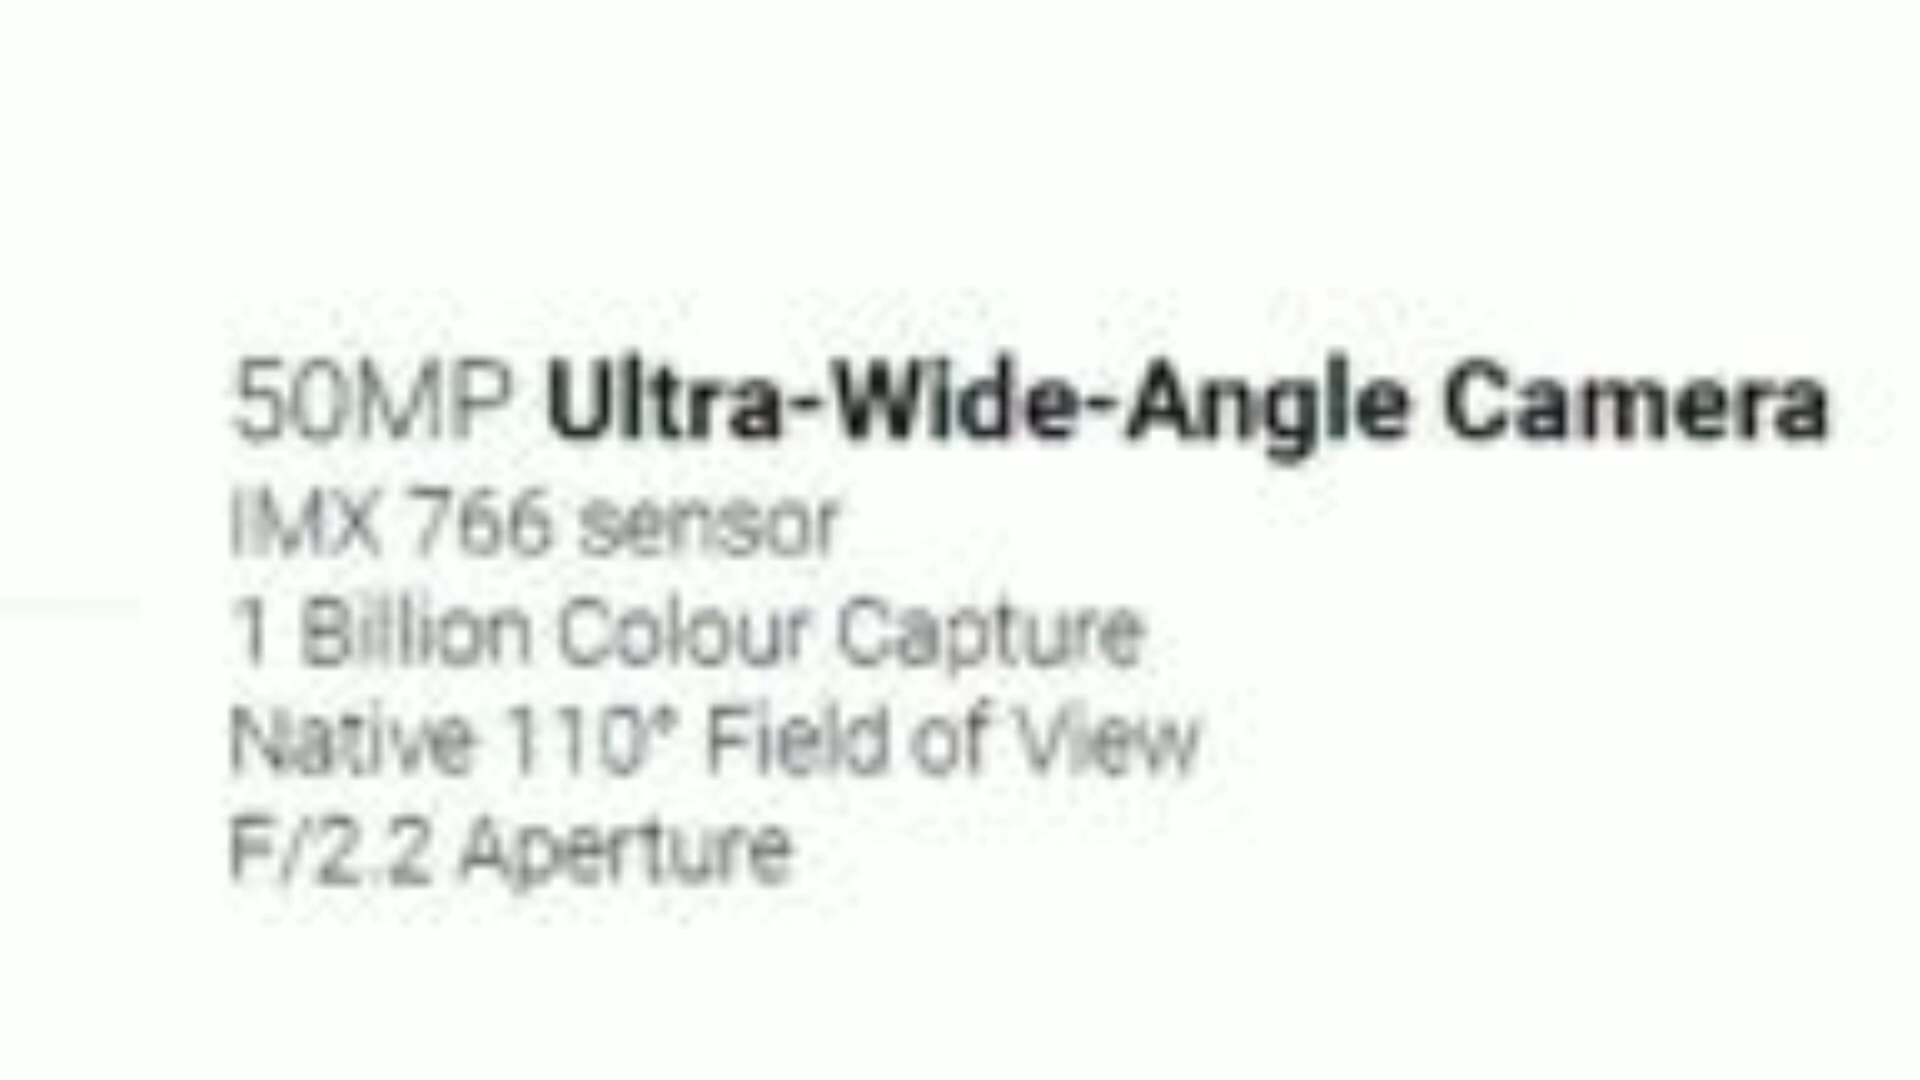 50MP Ultra-Wide-Angle Camera
IMX 766 sensor
1 Billion Colour Capture
Native 110° Field of View
F/2.2 Aperture